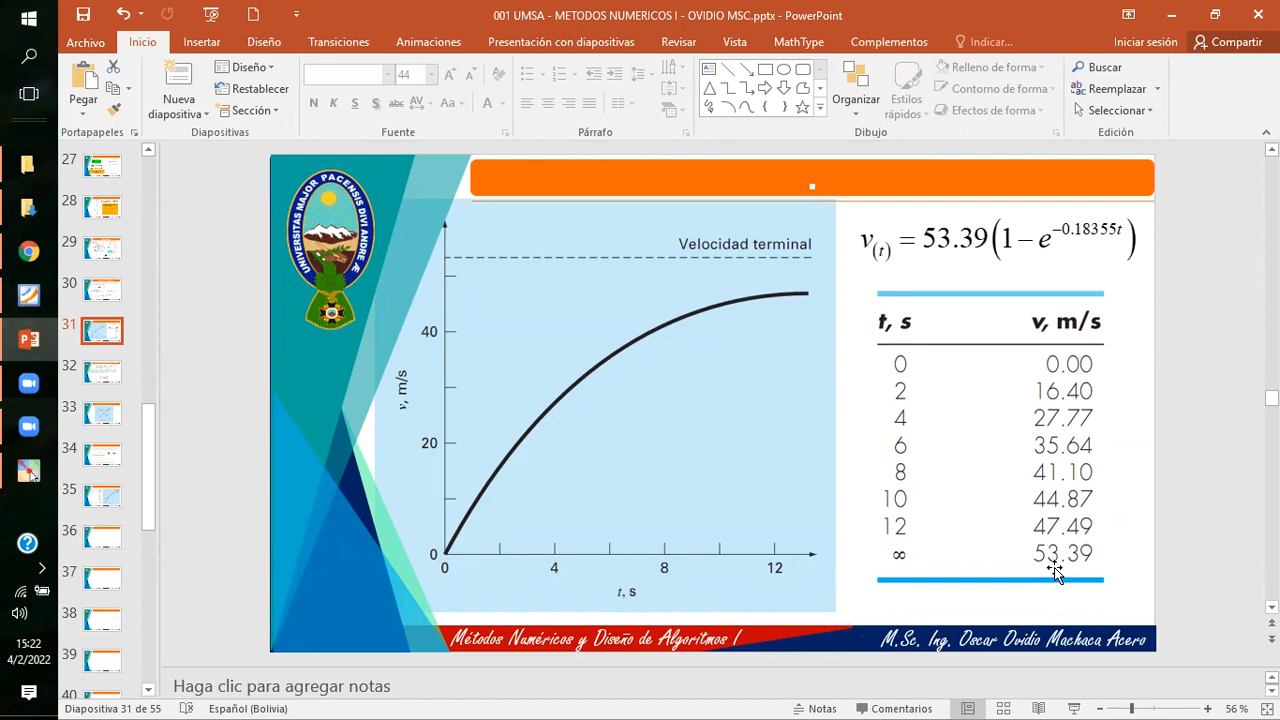 001 UMSA - METODOS NUMERICOS I - OVIDIO MSC.pptx - PowerPoint
Archivo Inicio Insertar Diseño Transiciones Animaciones Presentación con diapositivas Revisar Vista MathType Complementos Indicar... Iniciar sesión Compartir
Pegar
Nueva diapositiva
Diseño
Restablecer
Sección
44
N K S S abc AV Aa A
Organizar
Estilos rápidos
Relleno de forma
Contorno de forma
Efectos de forma
Buscar
Reemplazar
Seleccionar
Portapapeles Diapositivas Fuente Párrafo Dibujo Edición
27
28
29
30
31
32
33
34
35
36
37
38
39
40
UNIVERSITAS MAJOR PACENSIS DIVI ANDRE Æ
Velocidad terminal
40
20
0
v, m/s
0 4 8 12
t, s
v(t) = 53.39(1 – e^–0.18355t)
t, s v, m/s
0 0.00
2 16.40
4 27.77
6 35.64
8 41.10
10 44.87
12 47.49
∞ 53.39
Métodos Numéricos y Diseño de Algoritmos I
M.Sc. Ing. Oscar Ovidio Machaca Acero
Haga clic para agregar notas
15:22
4/2/2022
Diapositiva 31 de 55 Español (Bolivia) Notas Comentarios 56 %